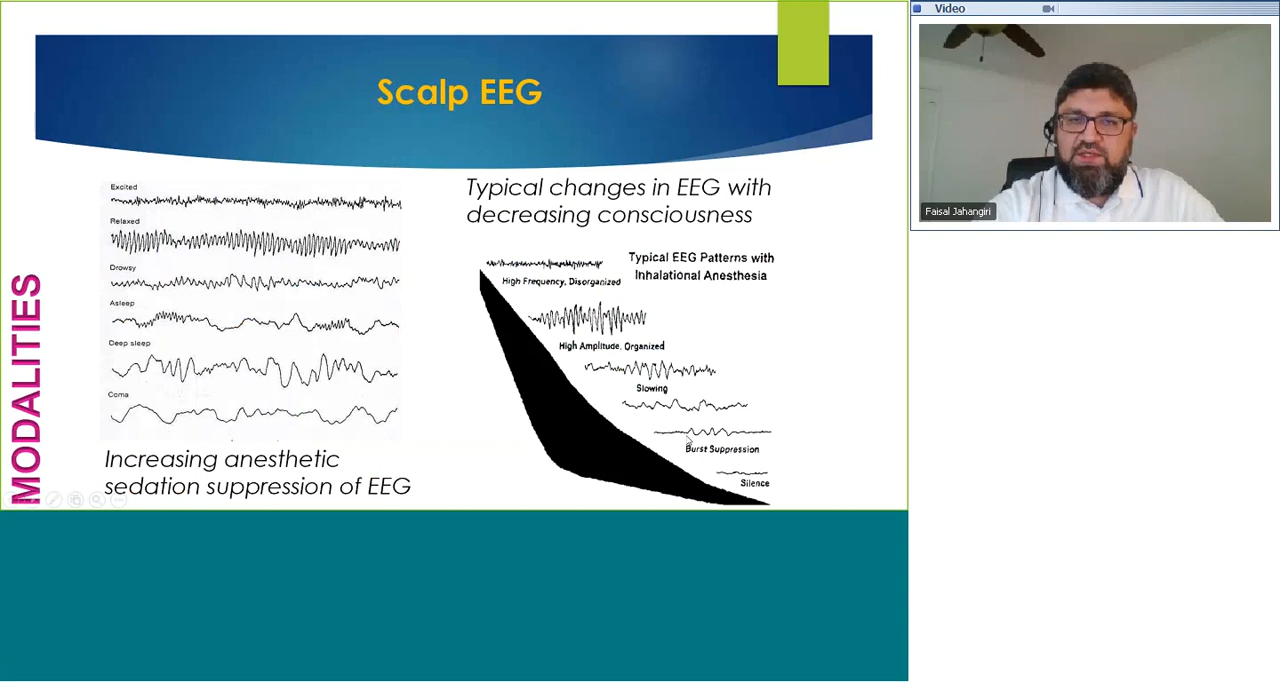 Scalp EEG
MODALITIES
Excited
Relaxed
Drowsy
Asleep
Deep sleep
Coma
Increasing anesthetic
sedation suppression of EEG
Typical changes in EEG with
decreasing consciousness
Typical EEG Patterns with
Inhalational Anesthesia
High Frequency, Disorganized
High Amplitude, Organized
Slowing
Burst Suppression
Silence
Video
Faisal Jahangiri